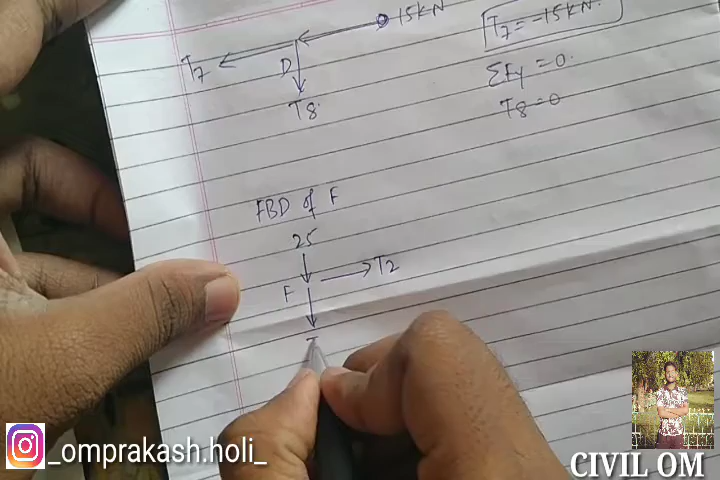 15KN
T7
D
T8
T7 = -15KN.
ΣFy = 0.
T8 = 0
FBD of F
25
F
T2
T
_omprakash.holi_
CIVIL OM